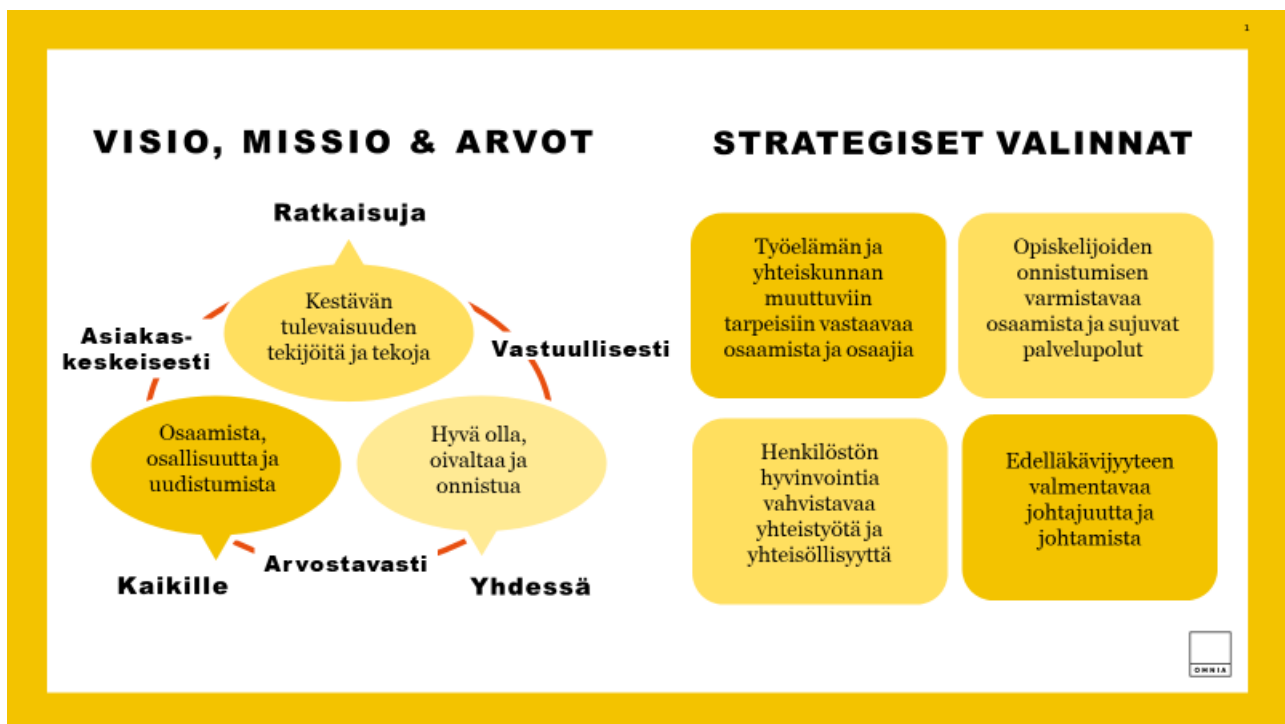 1
VISIO, MISSIO & ARVOT
Ratkaisuja
Kestävän
tulevaisuuden
tekijöitä ja tekoja
Asiakas-
keskeisesti
Vastuullisesti
Osaamista,
osallisuutta ja
uudistumista
Hyvä olla,
oivaltaa ja
onnistua
Arvostavasti
Kaikille
Yhdessä
STRATEGISET VALINNAT
Työelämän ja
yhteiskunnan
muuttuviin
tarpeisiin vastaavaa
osaamista ja osaajia
Opiskelijoiden
onnistumisen
varmistavaa
osaamista ja sujuvat
palvelupolut
Henkilöstön
hyvinvointia
vahvistavaa
yhteistyötä ja
yhteisöllisyyttä
Edelläkävijyyteen
valmentavaa
johtajuutta ja
johtamista
OMNIA